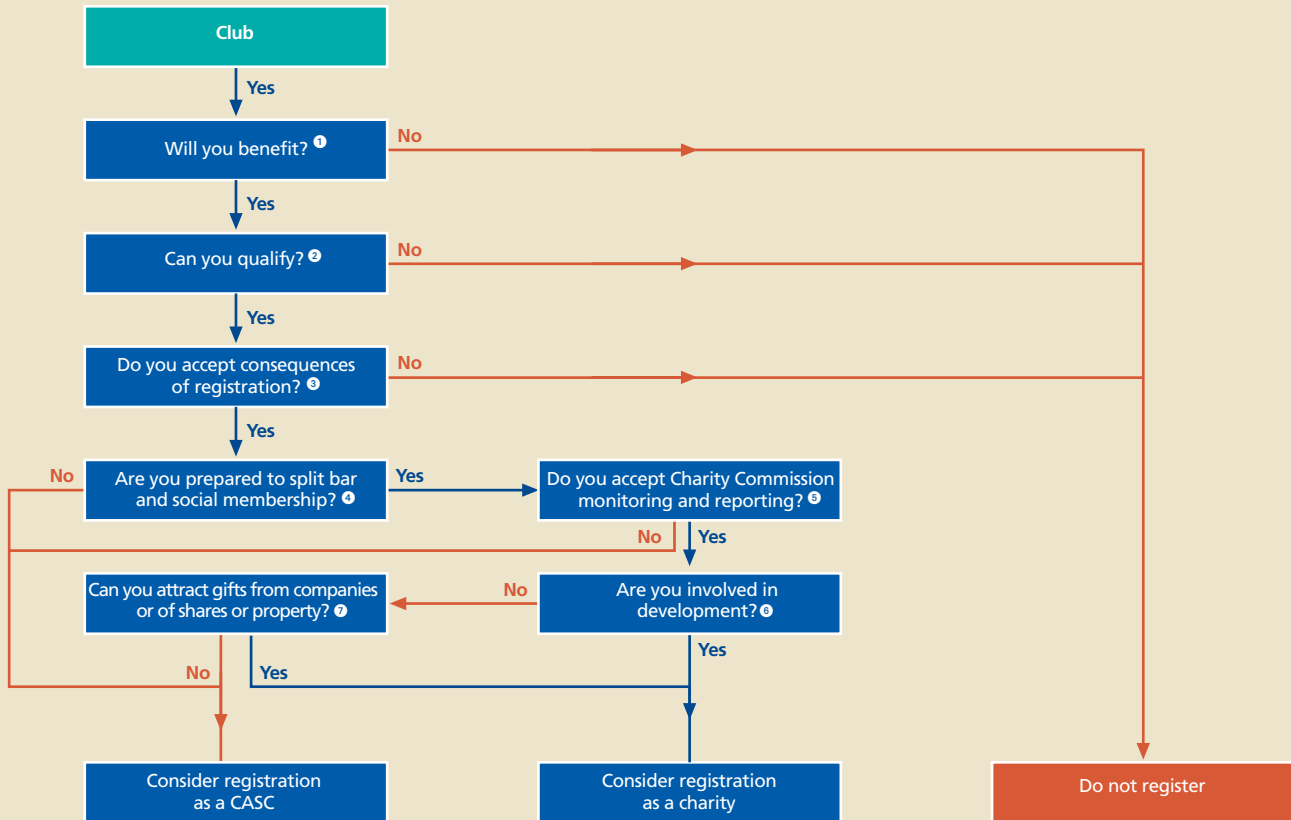 Club
Yes
Will you benefit? ❶
No
Yes
Can you qualify? ❷
No
Yes
Do you accept consequences
of registration? ❸
No
Yes
No
Are you prepared to split bar
and social membership? ❹
Yes
Do you accept Charity Commission
monitoring and reporting? ❺
No
Yes
Can you attract gifts from companies
or of shares or property? ❼
No
Are you involved in
development? ❻
No
Yes
Yes
Consider registration
as a CASC
Consider registration
as a charity
Do not register